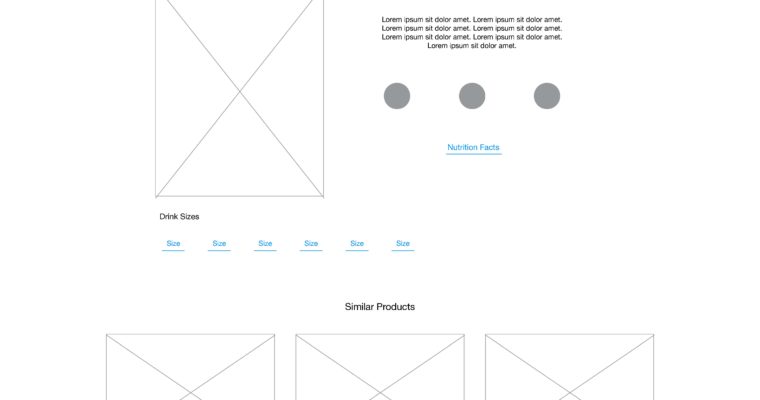 Lorem ipsum sit dolor amet. Lorem ipsum sit dolor amet.
Lorem ipsum sit dolor amet. Lorem ipsum sit dolor amet.
Lorem ipsum sit dolor amet. Lorem ipsum sit dolor amet.
Lorem ipsum sit dolor amet.
Nutrition Facts
Drink Sizes
Size Size Size Size Size Size
Similar Products